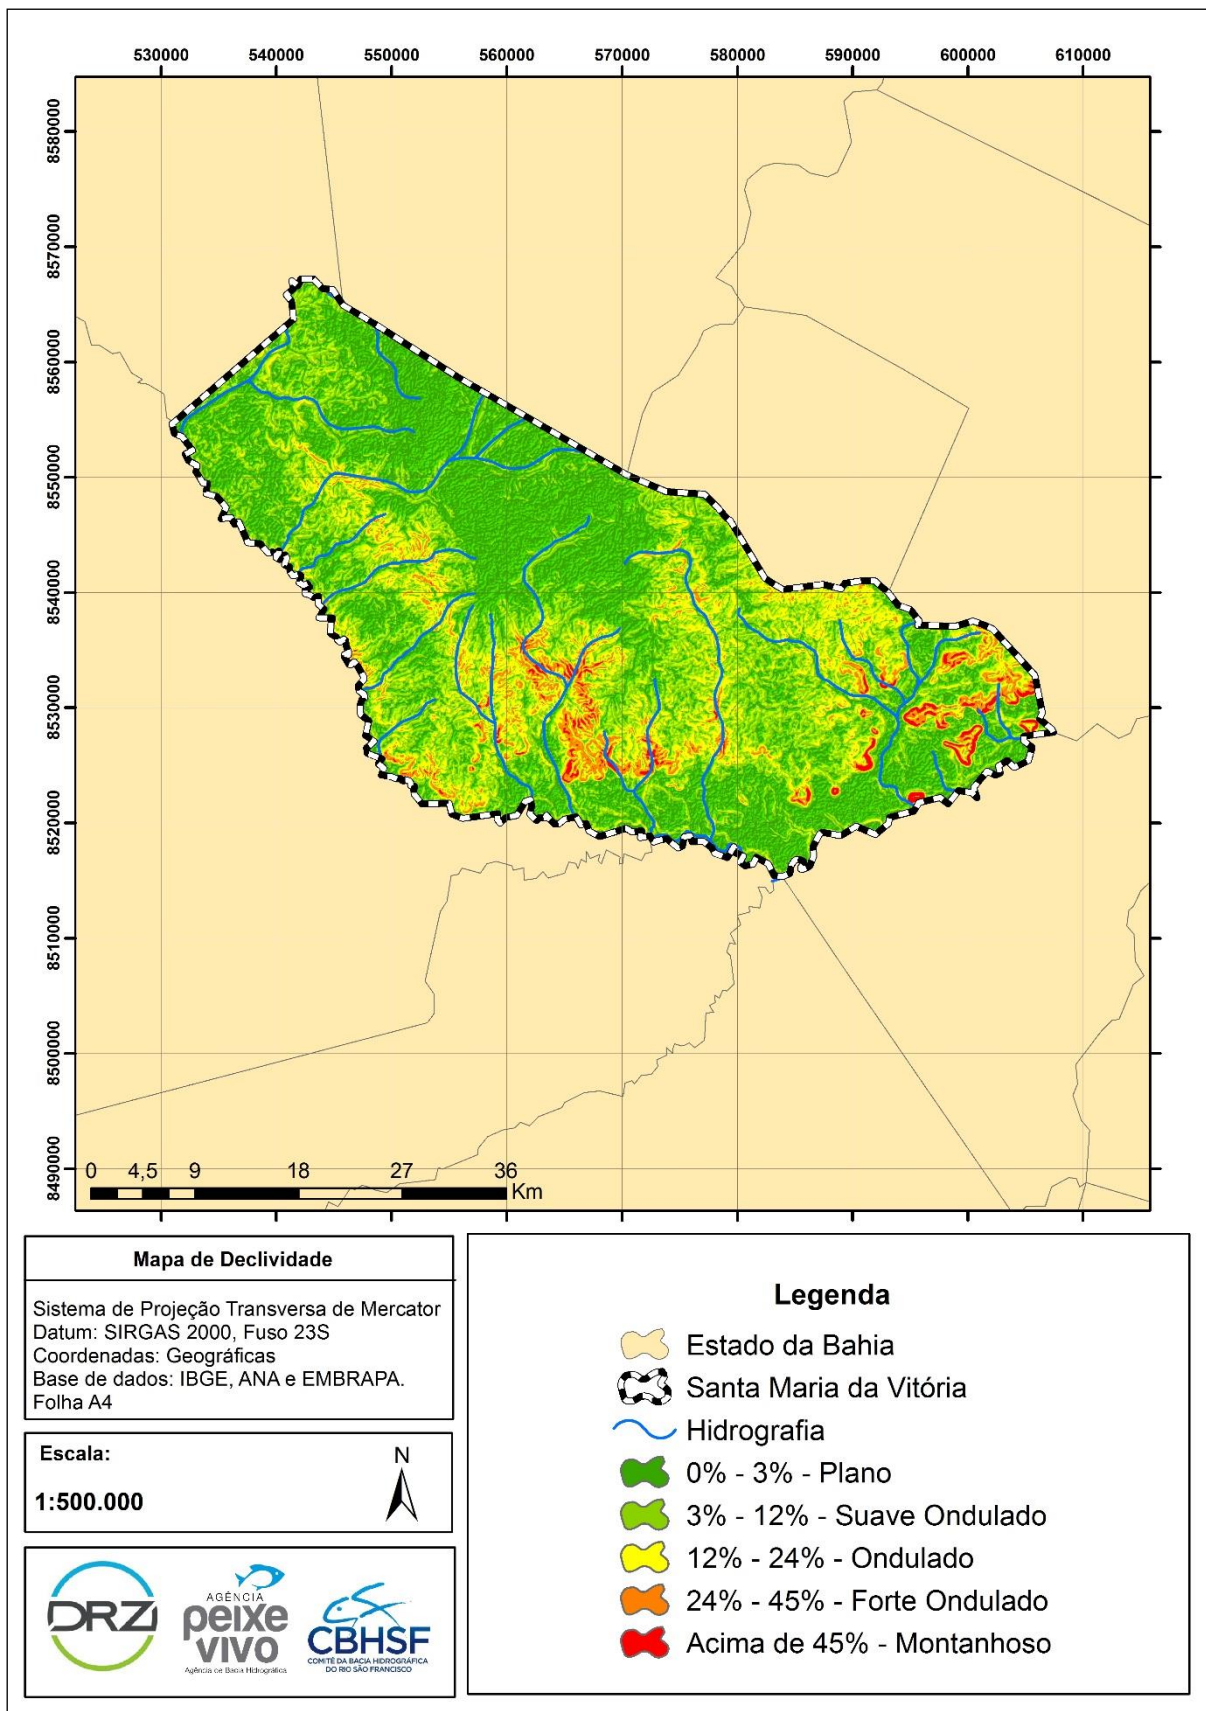 530000 540000 550000 560000 570000 580000 590000 600000 610000
8580000
8570000
8560000
8550000
8540000
8530000
8520000
8510000
8500000
8490000
0 4,5 9 18 27 36
Km
Mapa de Declividade
Sistema de Projeção Transversa de Mercator
Datum: SIRGAS 2000, Fuso 23S
Coordenadas: Geográficas
Base de dados: IBGE, ANA e EMBRAPA.
Folha A4
Escala:
N
1:500.000
DRZ
AGÊNCIA
peixe
vivo
Agência de Bacia Hidrográfica
CBHSF
COMITÊ DA BACIA HIDROGRÁFICA
DO RIO SÃO FRANCISCO
Legenda
Estado da Bahia
Santa Maria da Vitória
Hidrografia
0% - 3% - Plano
3% - 12% - Suave Ondulado
12% - 24% - Ondulado
24% - 45% - Forte Ondulado
Acima de 45% - Montanhoso